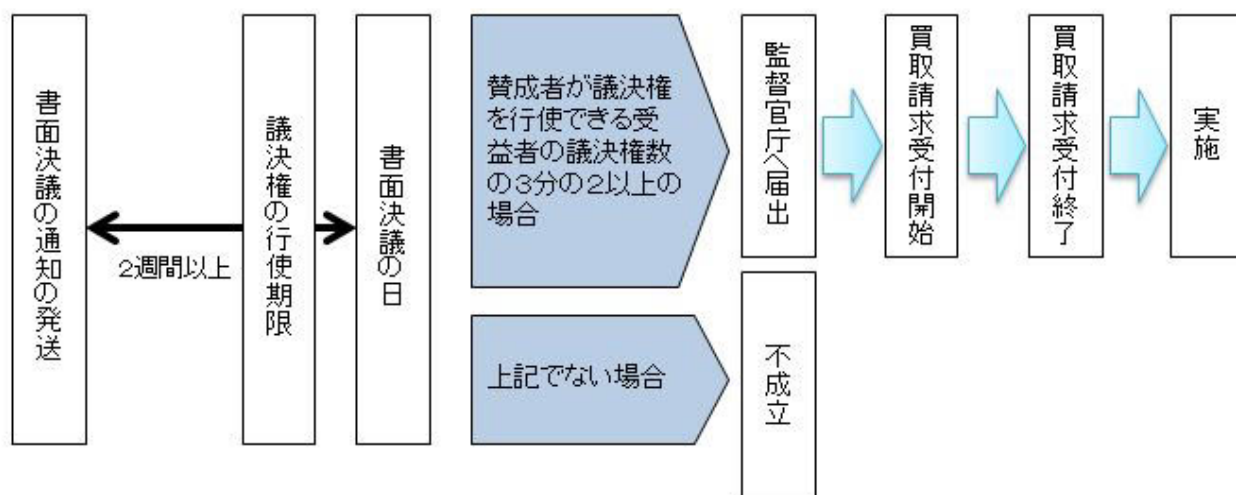 書面決議の通知の発送
2週間以上
議決権の行使期限
書面決議の日
賛成者が議決権
を行使できる受
益者の議決権数
の3分の2以上の
場合
上記でない場合
監督官庁へ届出
不成立
買取請求受付開始
買取請求受付終了
実施